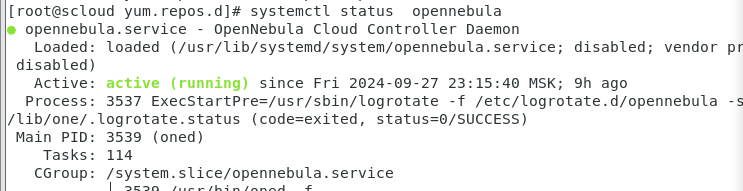 [root@scloud yum.repos.d]# systemctl status  opennebula
● opennebula.service - OpenNebula Cloud Controller Daemon
   Loaded: loaded (/usr/lib/systemd/system/opennebula.service; disabled; vendor pr
 disabled)
   Active: active (running) since Fri 2024-09-27 23:15:40 MSK; 9h ago
  Process: 3537 ExecStartPre=/usr/sbin/logrotate -f /etc/logrotate.d/opennebula -s
/lib/one/.logrotate.status (code=exited, status=0/SUCCESS)
 Main PID: 3539 (oned)
    Tasks: 114
   CGroup: /system.slice/opennebula.service
           ├ 3539 /usr/bin/oned -f